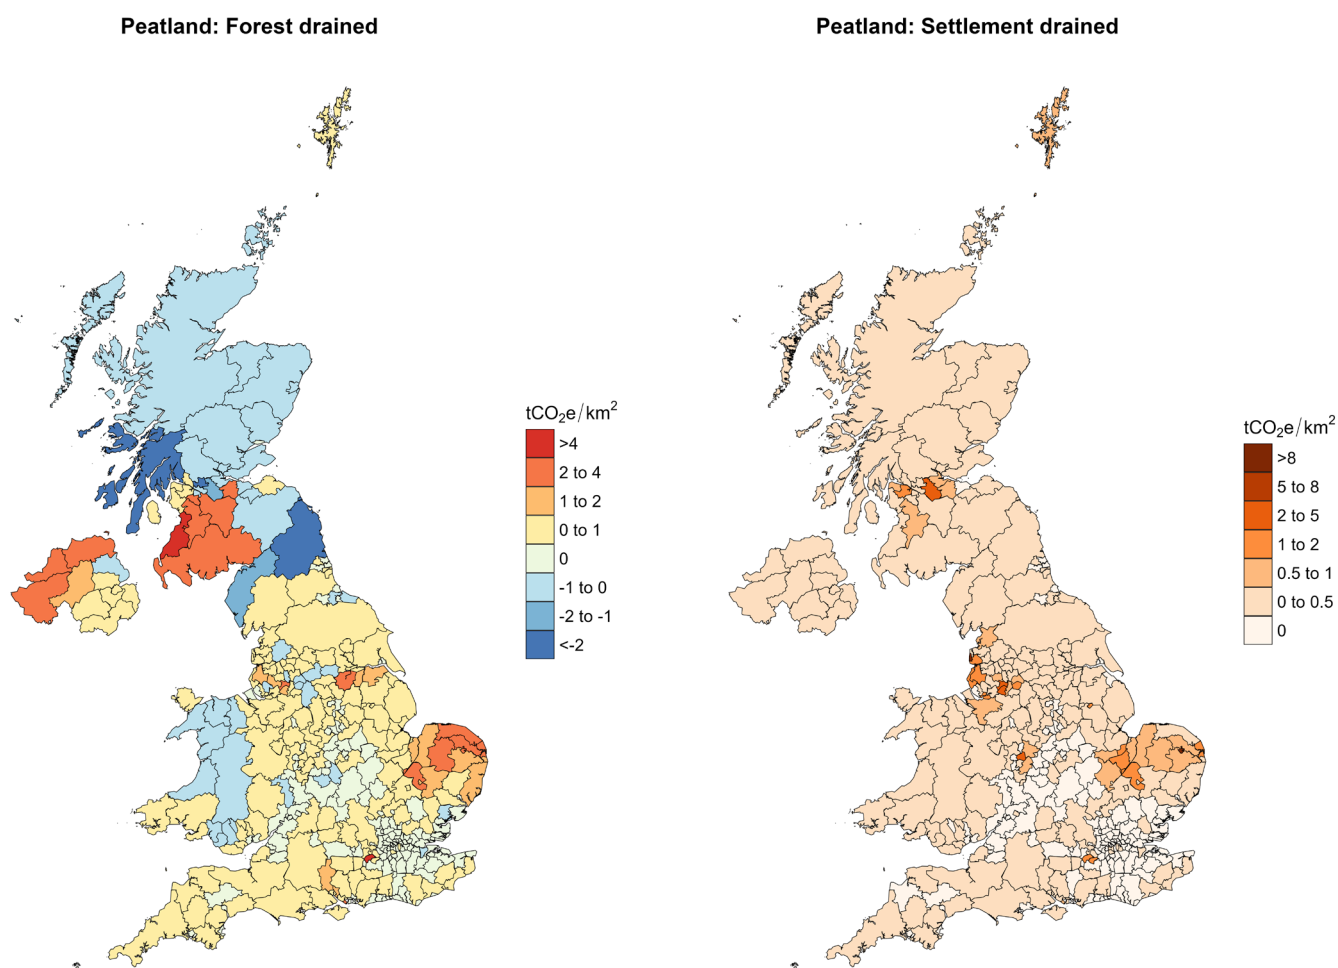 Peatland: Forest drained
Peatland: Settlement drained
tCO₂e/km²
>4
2 to 4
1 to 2
0 to 1
0
-1 to 0
-2 to -1
<-2
tCO₂e/km²
>8
5 to 8
2 to 5
1 to 2
0.5 to 1
0 to 0.5
0